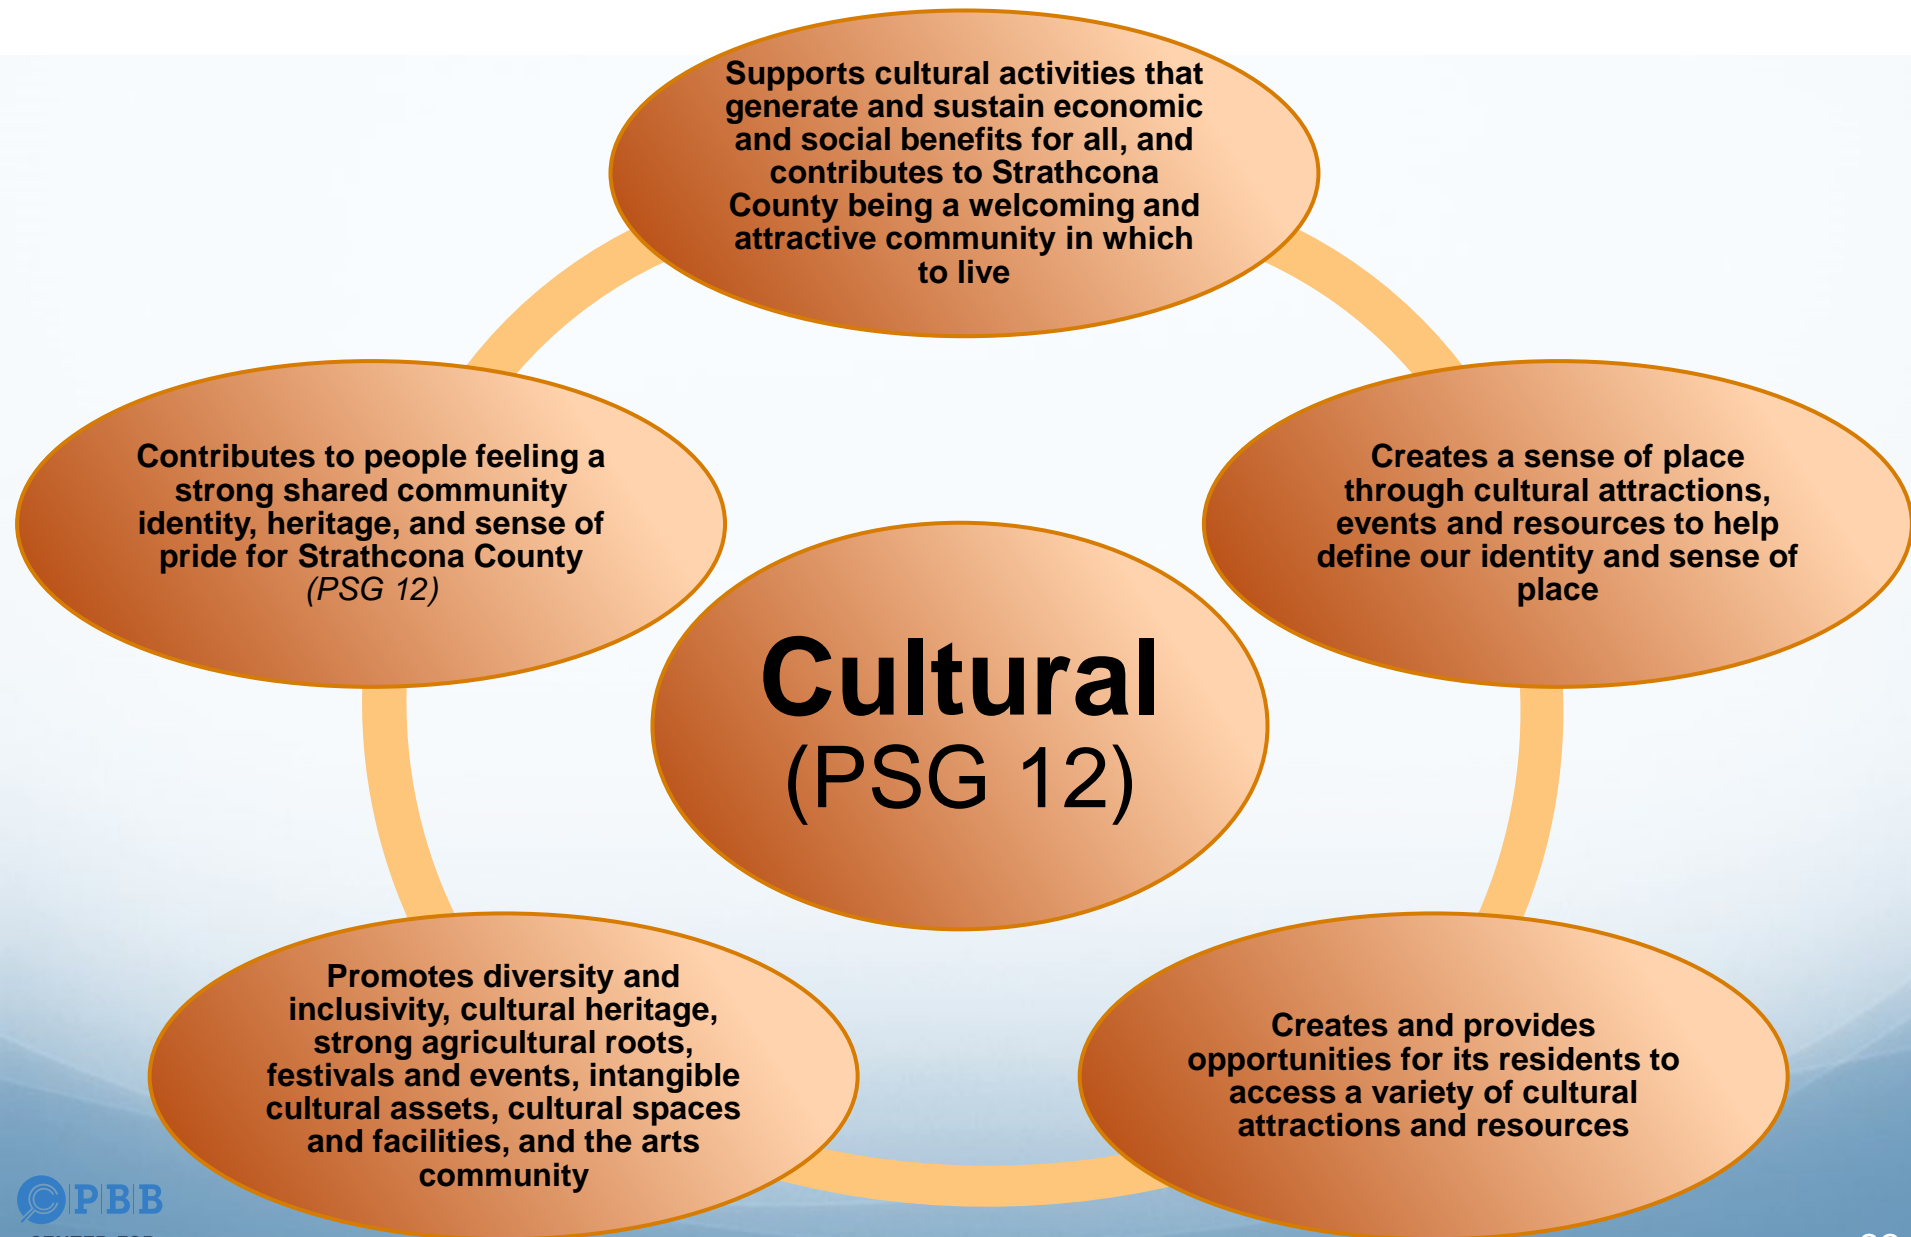 Supports cultural activities that
generate and sustain economic
and social benefits for all, and
contributes to Strathcona
County being a welcoming and
attractive community in which
to live
Contributes to people feeling a
strong shared community
identity, heritage, and sense of
pride for Strathcona County
(PSG 12)
Creates a sense of place
through cultural attractions,
events and resources to help
define our identity and sense of
place
Cultural
(PSG 12)
Promotes diversity and
inclusivity, cultural heritage,
strong agricultural roots,
festivals and events, intangible
cultural assets, cultural spaces
and facilities, and the arts
community
Creates and provides
opportunities for its residents to
access a variety of cultural
attractions and resources
PBB
CENTER FOR